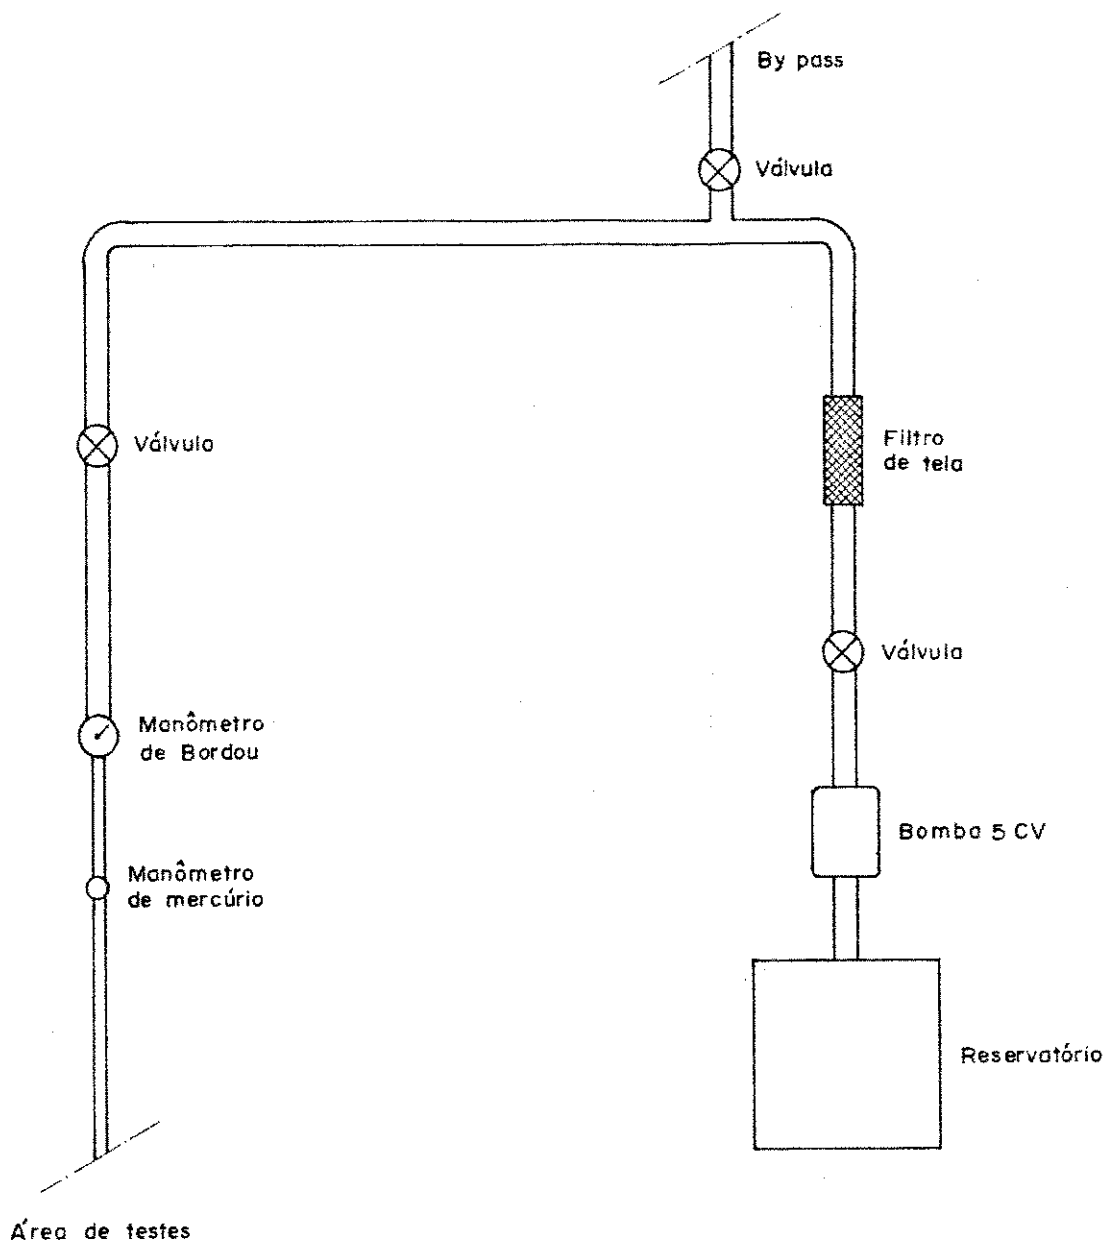 By pass
Válvula
Válvula
Filtro
de tela
Válvula
Manômetro
de Bordou
Bomba 5 CV
Manômetro
de mercúrio
Reservatório
Área de testes